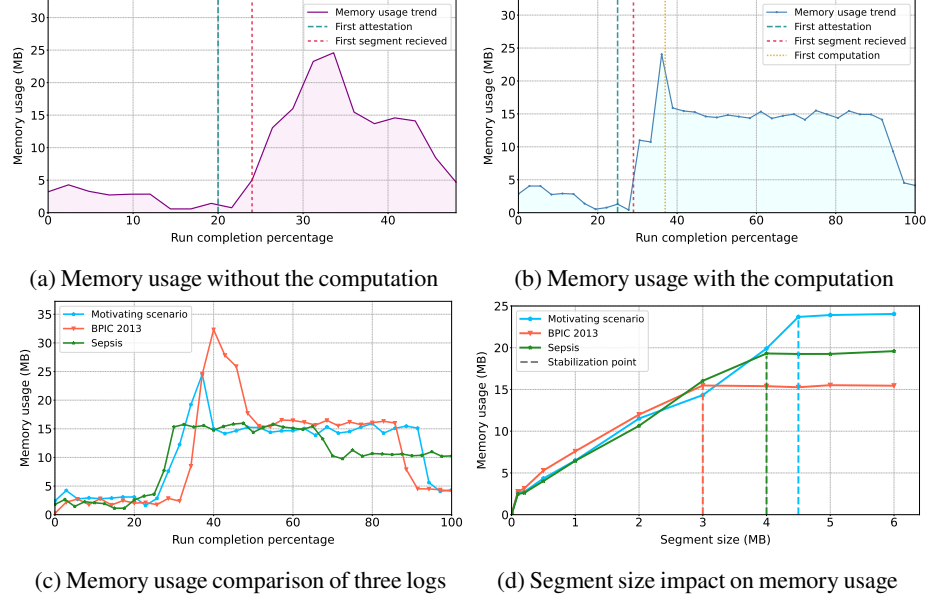 30
25
20
15
10
5
0
Memory usage (MB)
Memory usage trend
First attestation
First segment recieved
0 10 20 30 40
Run completion percentage
(a) Memory usage without the computation
30
25
20
15
10
5
0
Memory usage (MB)
Memory usage trend
First attestation
First segment recieved
First computation
0 20 40 60 80 100
Run completion percentage
(b) Memory usage with the computation
35
30
25
20
15
10
5
0
Memory usage (MB)
Motivating scenario
BPIC 2013
Sepsis
0 20 40 60 80 100
Run completion percentage
(c) Memory usage comparison of three logs
25
20
15
10
5
0
Memory usage (MB)
Motivating scenario
BPIC 2013
Sepsis
Stabilization point
0 1 2 3 4 5 6
Segment size (MB)
(d) Segment size impact on memory usage